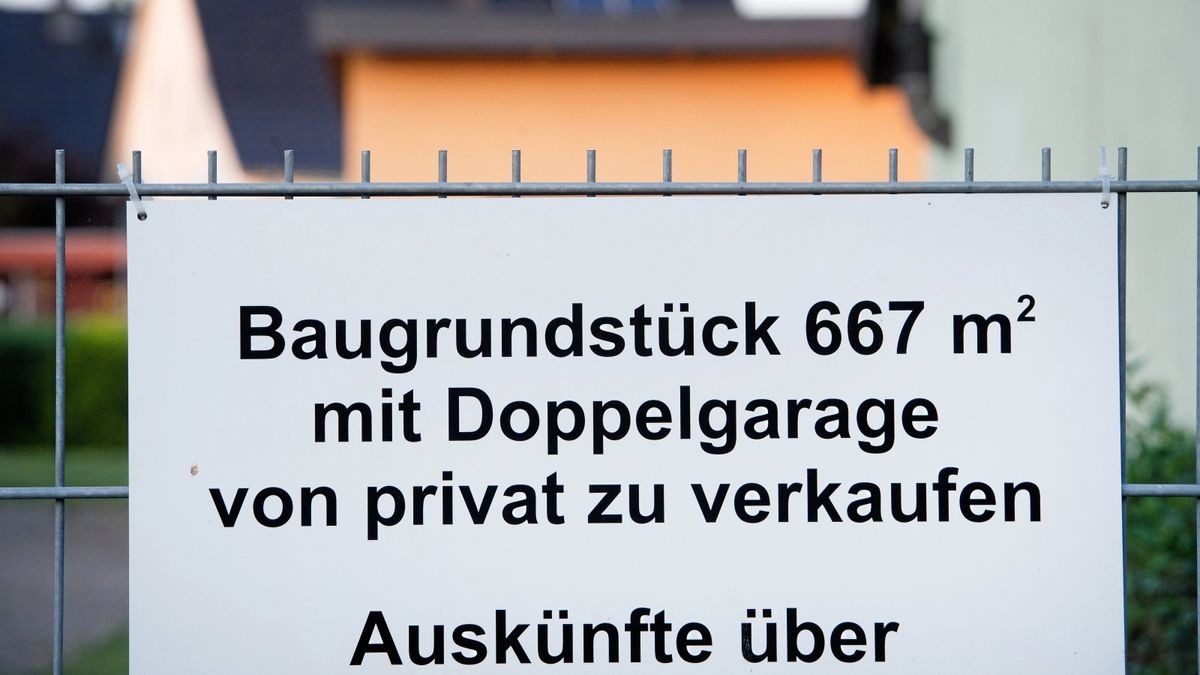 Baugrundstück 667 m²
mit Doppelgarage
von privat zu verkaufen
Auskünfte über